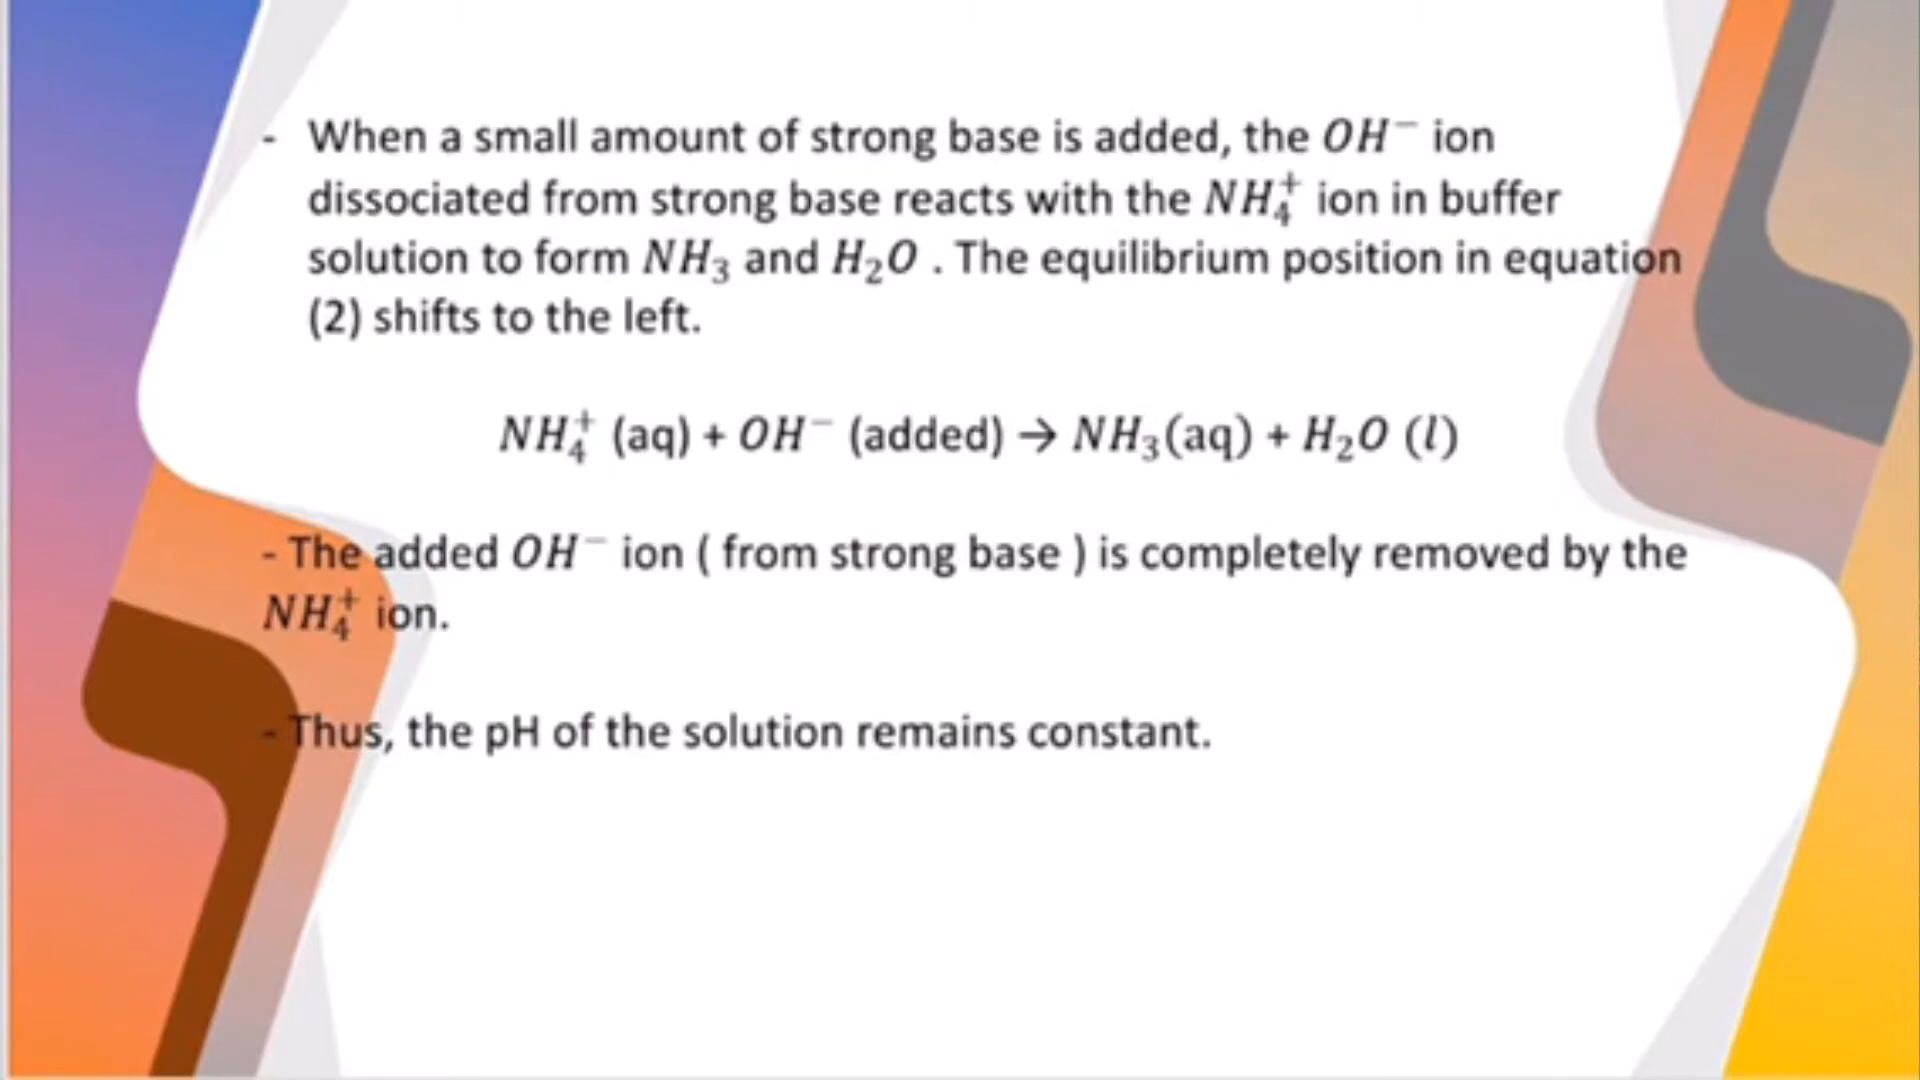 - When a small amount of strong base is added, the OH⁻ ion
dissociated from strong base reacts with the NH₄⁺ ion in buffer
solution to form NH₃ and H₂O . The equilibrium position in equation
(2) shifts to the left.
NH₄⁺ (aq) + OH⁻ (added) → NH₃(aq) + H₂O (l)
- The added OH⁻ ion ( from strong base ) is completely removed by the
NH₄⁺ ion.
- Thus, the pH of the solution remains constant.